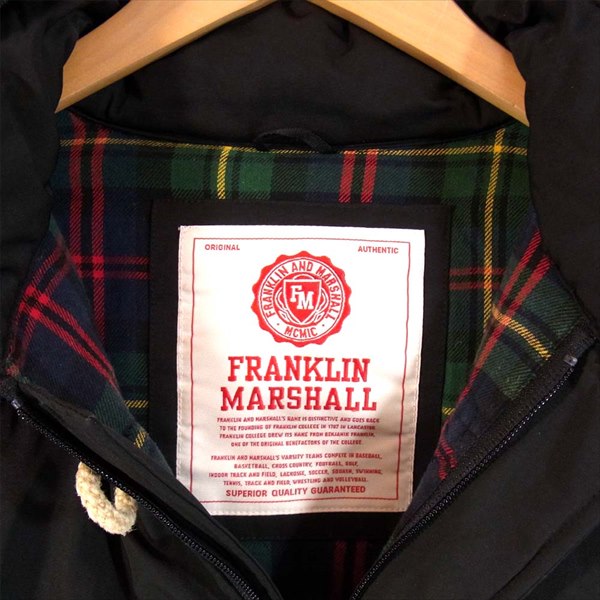 ORIGINAL AUTHENTIC
FRANKLIN AND MARSHALL
FM
MCMIC
FRANKLIN
MARSHALL
FRANKLIN AND MARSHALL'S NAME IS DISTINCTIVE AND GOES BACK
TO THE FOUNDING OF FRANKLIN COLLEGE IN 1787 IN LANCASTER.
FRANKLIN COLLEGE DREW ITS NAME FROM BENJAMIN FRANKLIN,
ONE OF THE ORIGINAL BENEFACTORS OF THE COLLEGE.
FRANKLIN AND MARSHALL'S VARSITY TEAMS COMPETE IN BASEBALL,
BASKETBALL, CROSS COUNTRY, FOOTBALL, GOLF,
INDOOR TRACK AND FIELD, LACROSSE, SOCCER, SQUASH, SWIMMING,
TENNIS, TRACK AND FIELD, WRESTLING AND VOLLEYBALL.
SUPERIOR QUALITY GUARANTEED